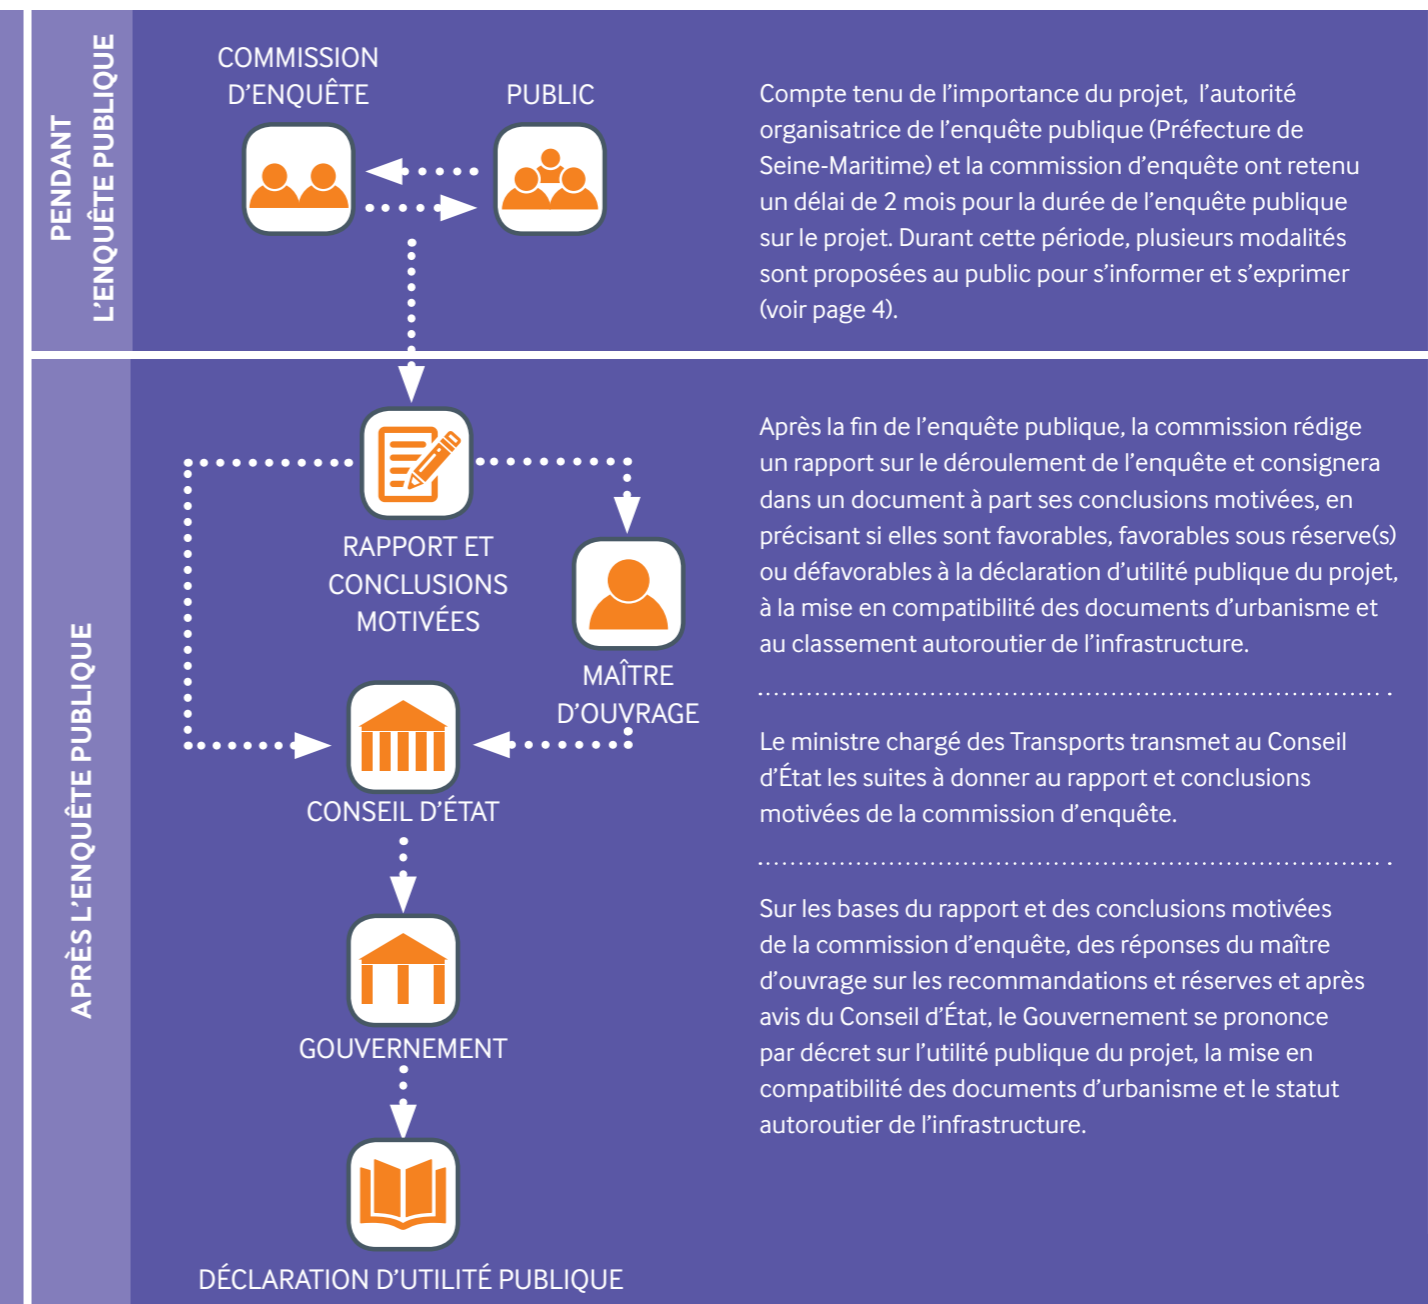 PENDANT
L'ENQUÊTE PUBLIQUE
COMMISSION
D'ENQUÊTE
PUBLIC
Compte tenu de l'importance du projet, l'autorité
organisatrice de l'enquête publique (Préfecture de
Seine-Maritime) et la commission d'enquête ont retenu
un délai de 2 mois pour la durée de l'enquête publique
sur le projet. Durant cette période, plusieurs modalités
sont proposées au public pour s'informer et s'exprimer
(voir page 4).
APRÈS L'ENQUÊTE PUBLIQUE
RAPPORT ET
CONCLUSIONS
MOTIVÉES
MAÎTRE
D'OUVRAGE
CONSEIL D'ÉTAT
GOUVERNEMENT
DÉCLARATION D'UTILITÉ PUBLIQUE
Après la fin de l'enquête publique, la commission rédige
un rapport sur le déroulement de l'enquête et consignera
dans un document à part ses conclusions motivées, en
précisant si elles sont favorables, favorables sous réserve(s)
ou défavorables à la déclaration d'utilité publique du projet,
à la mise en compatibilité des documents d'urbanisme et
au classement autoroutier de l'infrastructure.
Le ministre chargé des Transports transmet au Conseil
d'État les suites à donner au rapport et conclusions
motivées de la commission d'enquête.
Sur les bases du rapport et des conclusions motivées
de la commission d'enquête, des réponses du maître
d'ouvrage sur les recommandations et réserves et après
avis du Conseil d'État, le Gouvernement se prononce
par décret sur l'utilité publique du projet, la mise en
compatibilité des documents d'urbanisme et le statut
autoroutier de l'infrastructure.